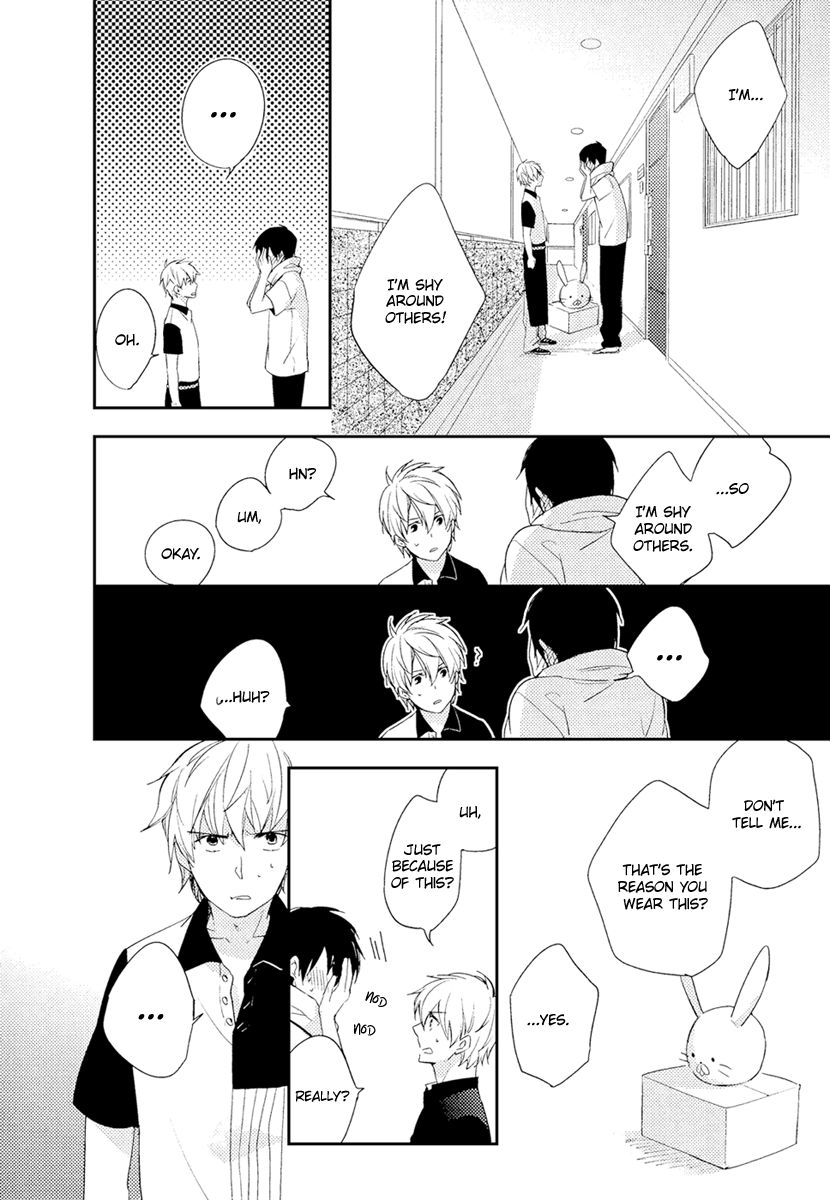 I'M...
I'M SHY
AROUND
OTHERS!
...
OH.
...SO
I'M SHY
AROUND
OTHERS.
HN?
UM,
OKAY.
...
?
...HUH?
DON'T
TELL ME...
THAT'S THE
REASON YOU
WEAR THIS?
...YES.
UH,
JUST
BECAUSE
OF THIS?
NOD
NOD
REALLY?
...